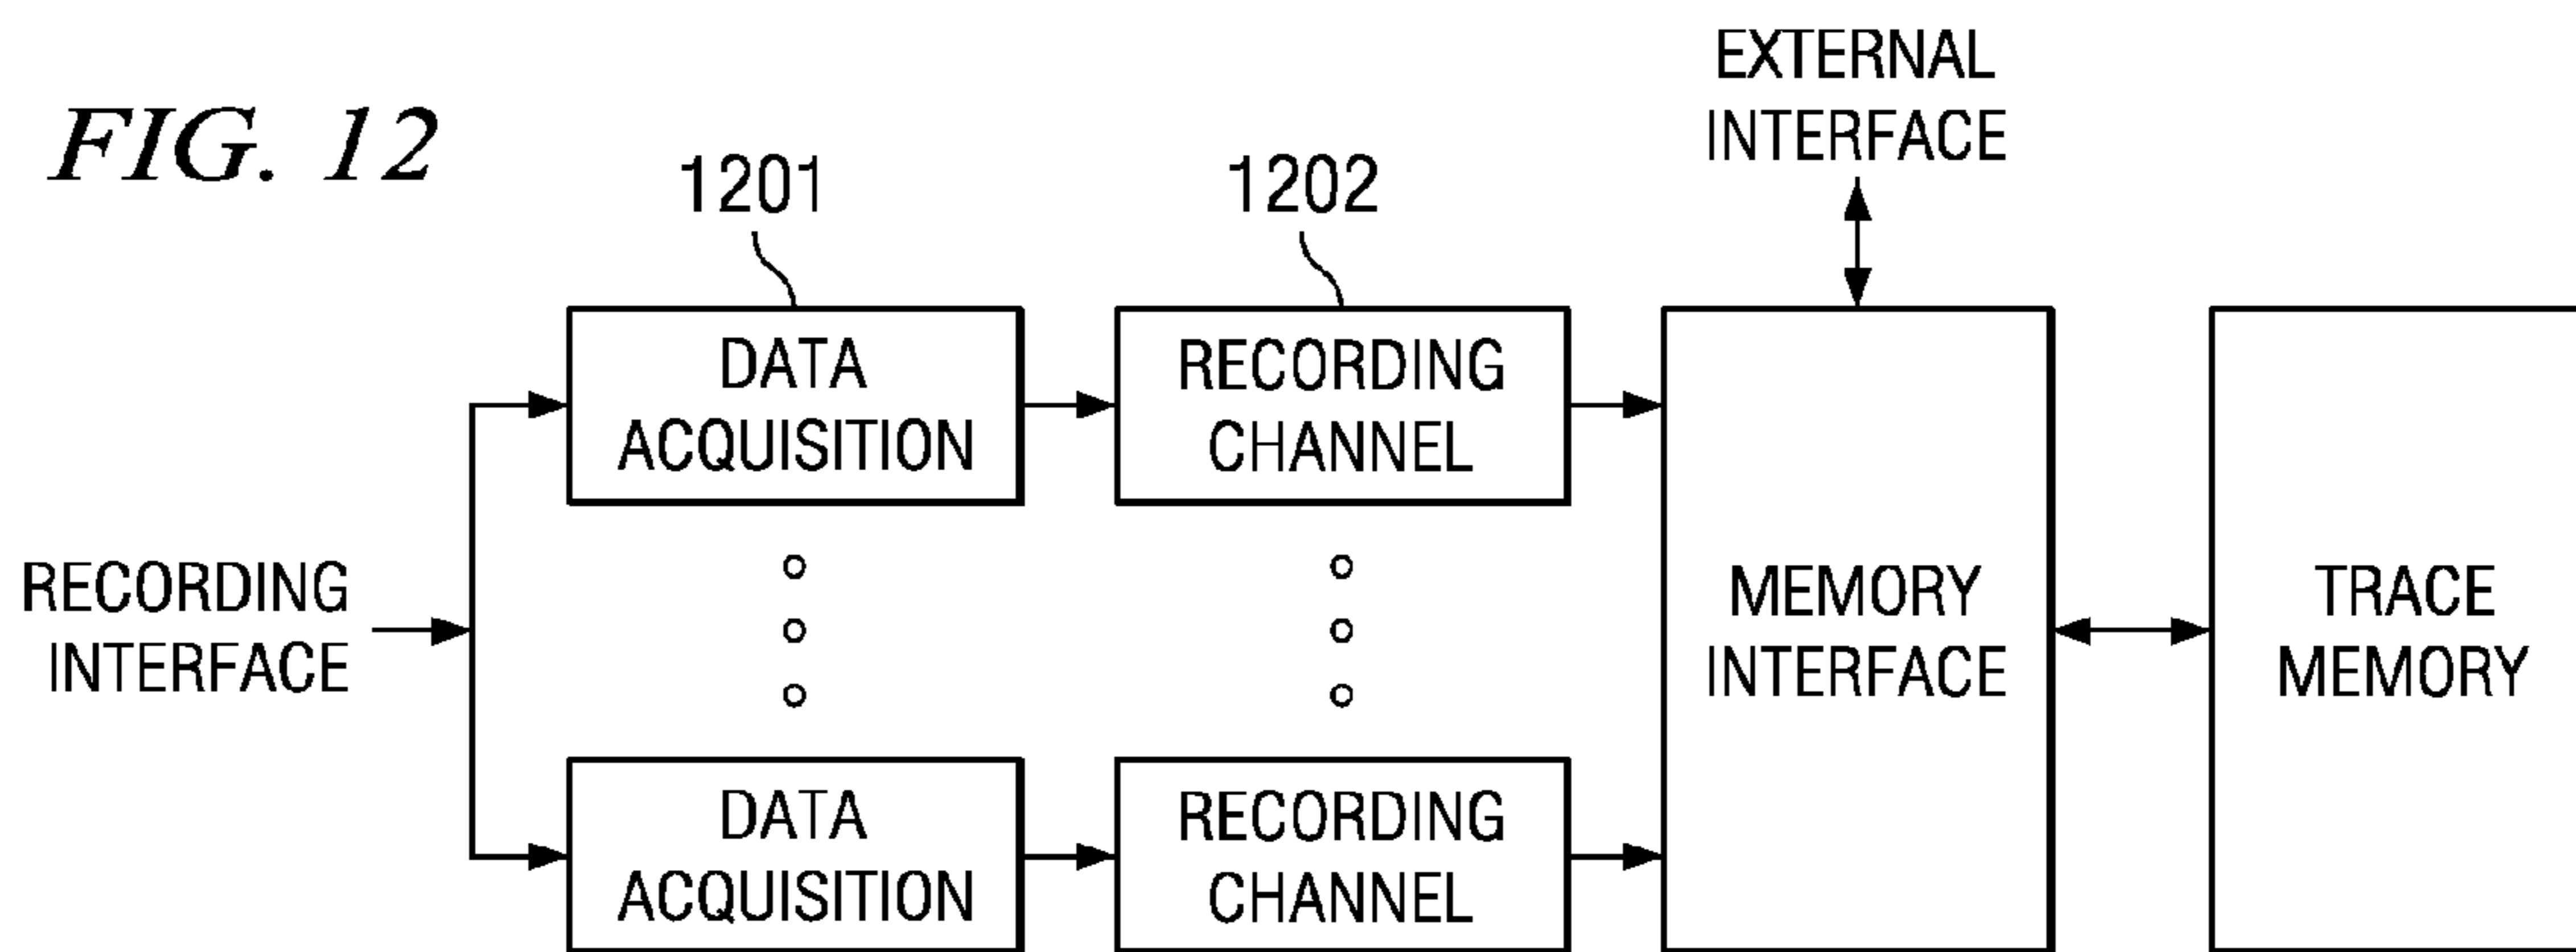 FIG. 12
EXTERNAL
INTERFACE
1201
1202
DATA
ACQUISITION
RECORDING
CHANNEL
RECORDING
INTERFACE
MEMORY
INTERFACE
TRACE
MEMORY
DATA
ACQUISITION
RECORDING
CHANNEL